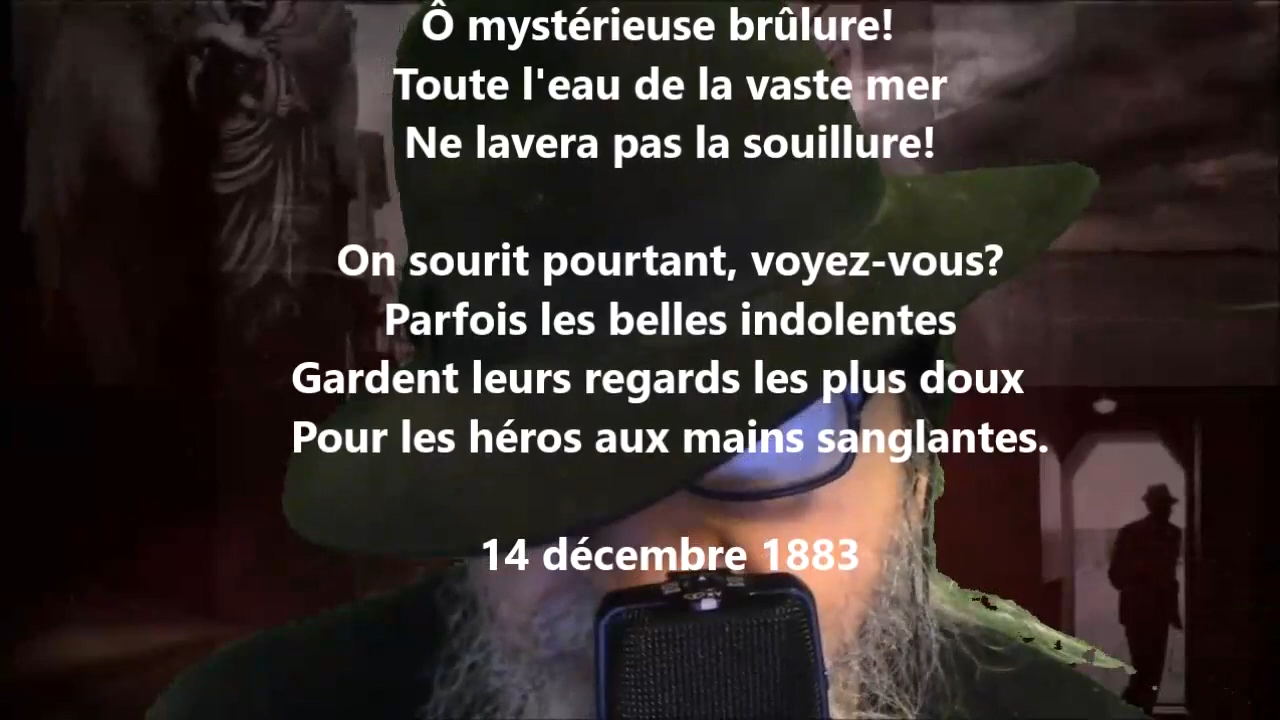 Ô mystérieuse brûlure!
Toute l'eau de la vaste mer
Ne lavera pas la souillure!
On sourit pourtant, voyez-vous?
Parfois les belles indolentes
Gardent leurs regards les plus doux
Pour les héros aux mains sanglantes.
14 décembre 1883